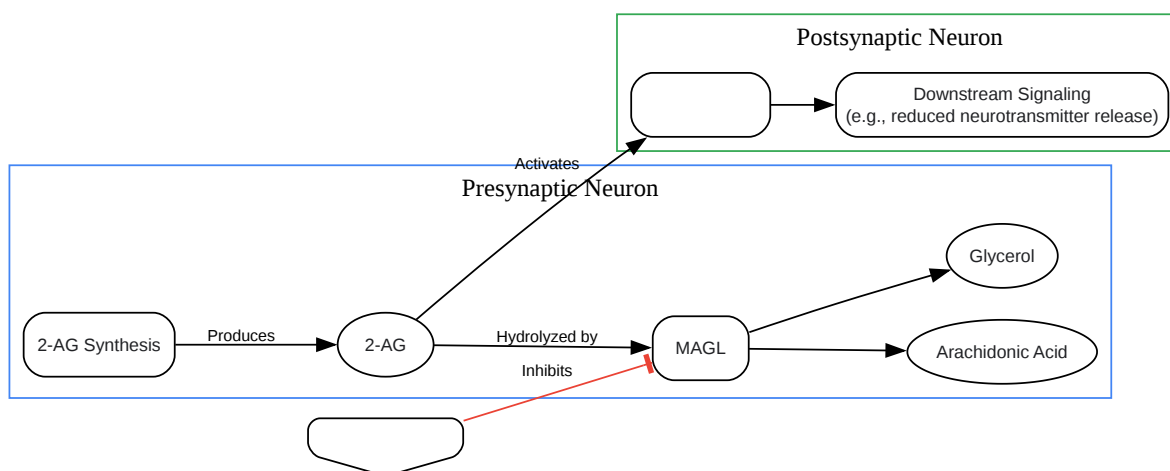 Postsynaptic Neuron
Downstream Signaling
(e.g., reduced neurotransmitter release)
Activates
Presynaptic Neuron
Glycerol
2-AG Synthesis
Produces
2-AG
Hydrolyzed by
MAGL
Arachidonic Acid
Inhibits